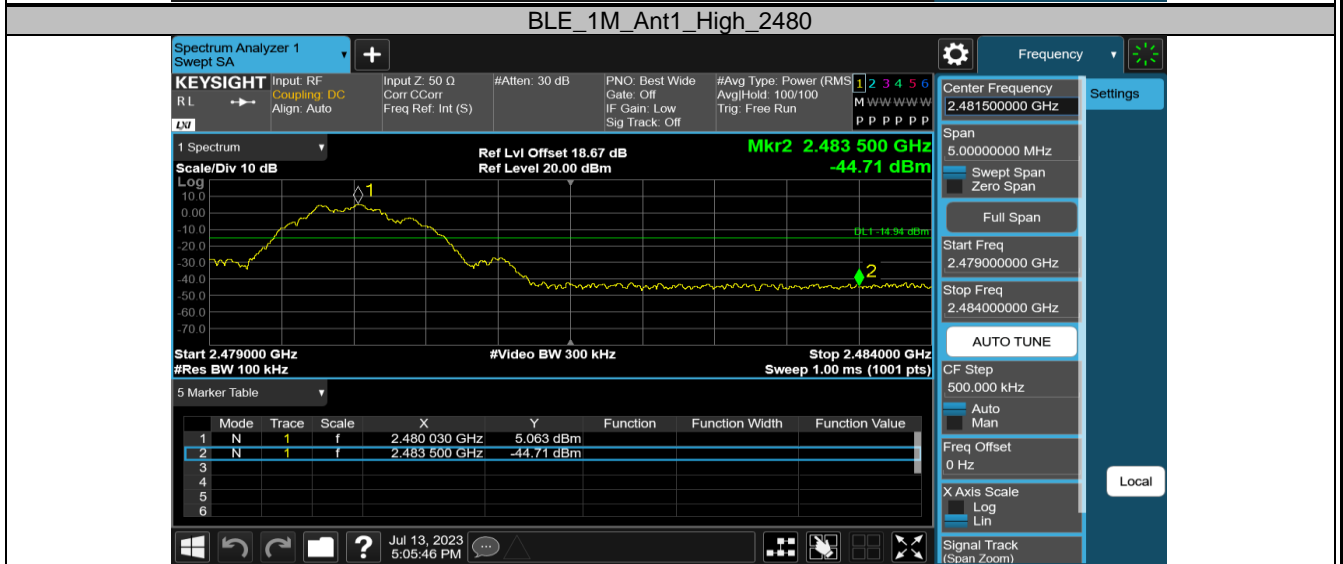 BLE_1M_Ant1_High_2480
Spectrum Analyzer 1
Swept SA
▼
+
Frequency ▼
KEYSIGHT
RL
LXI
Input: RF
Coupling: DC
Align: Auto
Input Z: 50 Ω
Corr CCorr
Freq Ref: Int (S)
#Atten: 30 dB
PNO: Best Wide
Gate: Off
IF Gain: Low
Sig Track: Off
#Avg Type: Power (RMS
Avg|Hold: 100/100
Trig: Free Run
1 2 3 4 5 6
M W W W W W
P P P P P P
1 Spectrum ▼
Scale/Div 10 dB
Ref Lvl Offset 18.67 dB
Ref Level 20.00 dBm
Mkr2 2.483 500 GHz
-44.71 dBm
Log
10.0
0.00
-10.0
-20.0
-30.0
-40.0
-50.0
-60.0
-70.0
1
DL1 -14.94 dBm
2
Start 2.479000 GHz
#Video BW 300 kHz
Stop 2.484000 GHz
#Res BW 100 kHz
Sweep 1.00 ms (1001 pts)
5 Marker Table ▼
Mode Trace Scale X Y Function Function Width Function Value
1 N 1 f 2.480 030 GHz 5.063 dBm
2 N 1 f 2.483 500 GHz -44.71 dBm
3
4
5
6
?
Jul 13, 2023
5:05:46 PM
Center Frequency
2.481500000 GHz
Span
5.00000000 MHz
Swept Span
Zero Span
Full Span
Start Freq
2.479000000 GHz
Stop Freq
2.484000000 GHz
AUTO TUNE
CF Step
500.000 kHz
Auto
Man
Freq Offset
0 Hz
X Axis Scale
Log
Lin
Signal Track
(Span Zoom)
Settings
Local